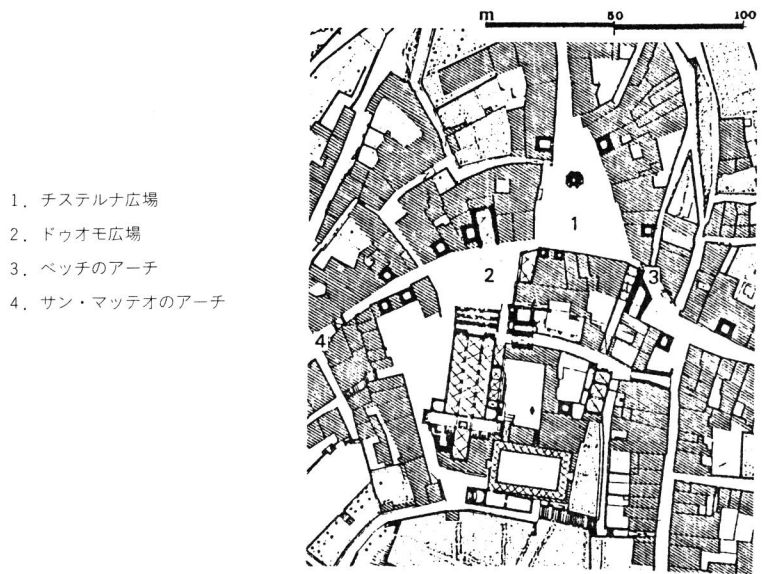 m 50 100
1. チステルナ広場
2. ドゥオモ広場
3. ベッチのアーチ
4. サン・マッテオのアーチ
1
2
3
4